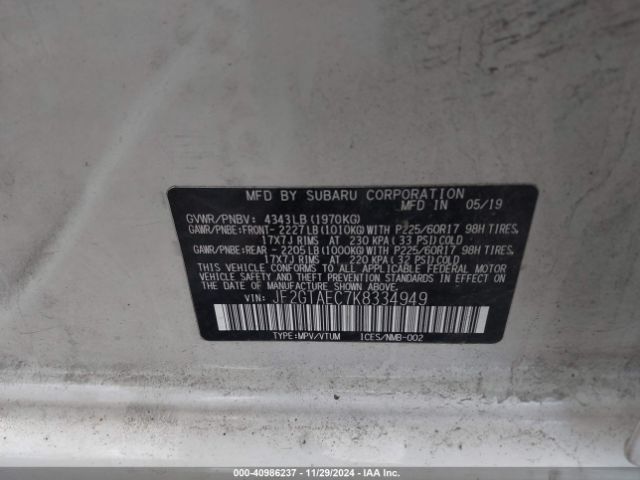 MFD BY SUBARU CORPORATION
MFD IN 05/19
GVWR/PNBV: 4343LB(1970KG)
GAWR/PNBE:FRONT-2227LB(1010KG)WITH P225/60R17 98H TIRES,
17X7J RIMS AT 230 KPA(33 PSI)COLD
GAWR/PNBE:REAR -2205LB(1000KG)WITH P225/60R17 98H TIRES,
17X7J RIMS AT 220 KPA(32 PSI)COLD
THIS VEHICLE CONFORMS TO ALL APPLICABLE FEDERAL MOTOR
VEHICLE SAFETY, BUMPER, AND THEFT PREVENTION STANDARDS
IN EFFECT ON THE DATE OF MANUFACTURE SHOWN ABOVE.
VIN: JF2GTAEC7K8334949
TYPE:MPV/VTUM ICES/NMB-002
000-40986237 - 11/29/2024 - IAA Inc.